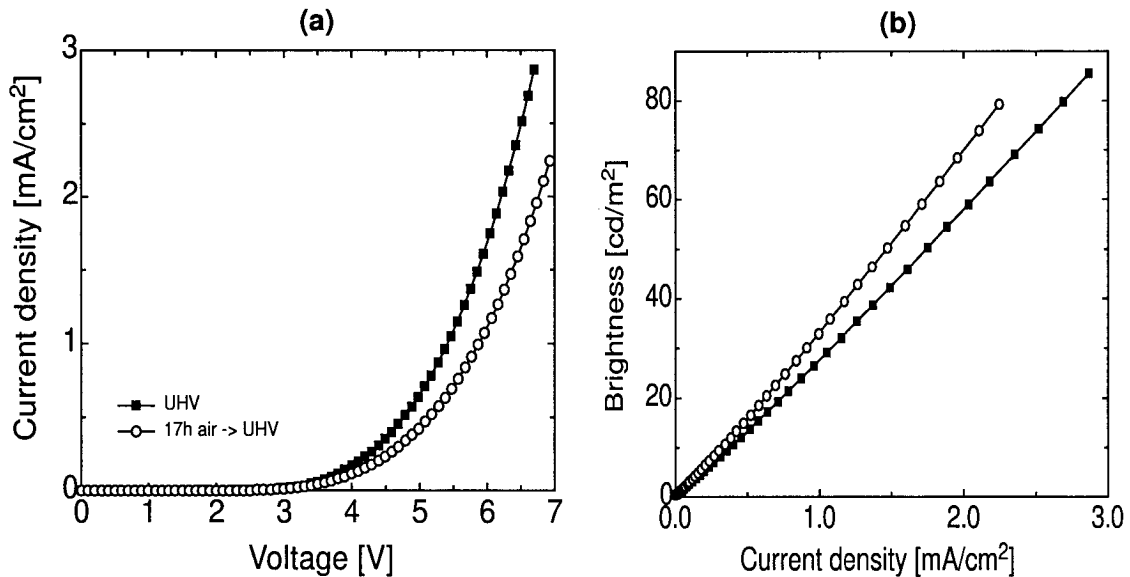 (a)
Current density [mA/cm²]
3
2
1
0
UHV
17h air -> UHV
0 1 2 3 4 5 6 7
Voltage [V]
(b)
Brightness [cd/m²]
80
60
40
20
0
0.0 1.0 2.0 3.0
Current density [mA/cm²]